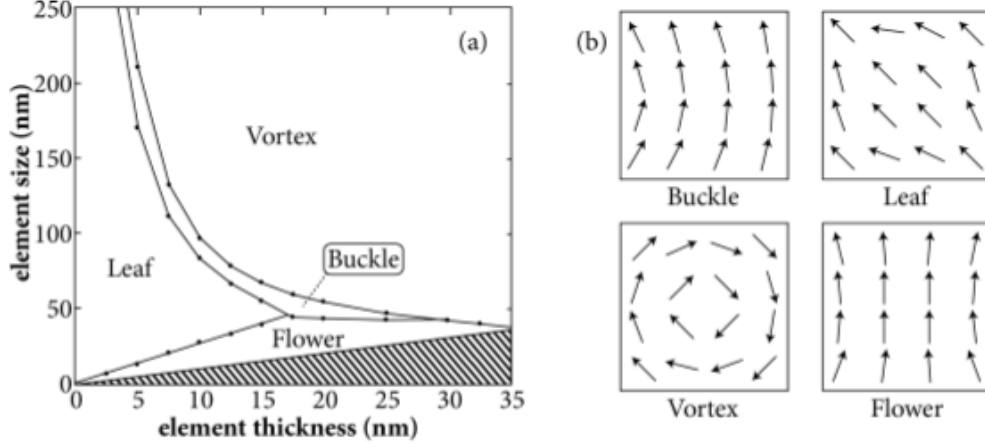 250
200
150
100
50
0
element size (nm)
(a)
Vortex
Leaf
Buckle
Flower
0 5 10 15 20 25 30 35
element thickness (nm)
(b)
Buckle Leaf
Vortex Flower